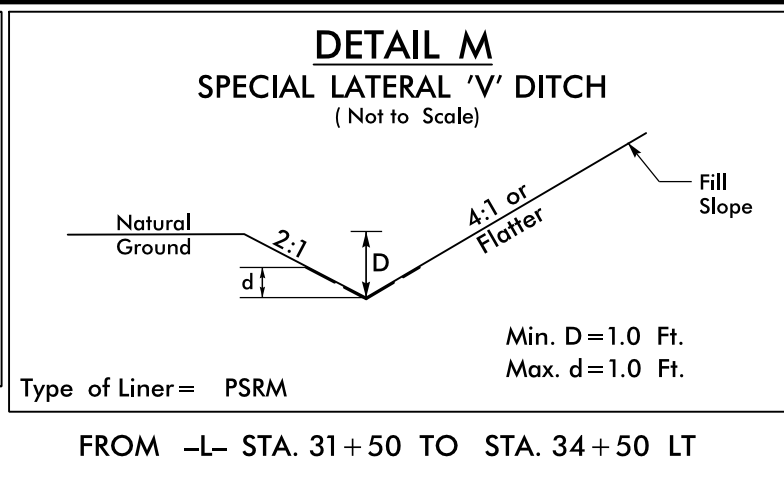 DETAIL M
SPECIAL LATERAL 'V' DITCH
( Not to Scale)
Natural
Ground
2:1
d
D
4:1 or
Flatter
Fill
Slope
Min. D=1.0 Ft.
Max. d=1.0 Ft.
Type of Liner= PSRM
FROM -L- STA. 31+50 TO STA. 34+50 LT